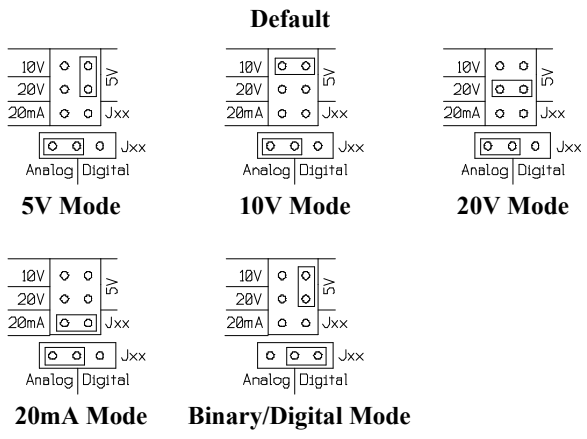 Default
10V
20V
5V
20mA
Jxx
Jxx
Analog Digital
5V Mode
10V
20V
5V
20mA
Jxx
Jxx
Analog Digital
10V Mode
10V
20V
5V
20mA
Jxx
Jxx
Analog Digital
20V Mode
10V
20V
5V
20mA
Jxx
Jxx
Analog Digital
20mA Mode
10V
20V
5V
20mA
Jxx
Jxx
Analog Digital
Binary/Digital Mode